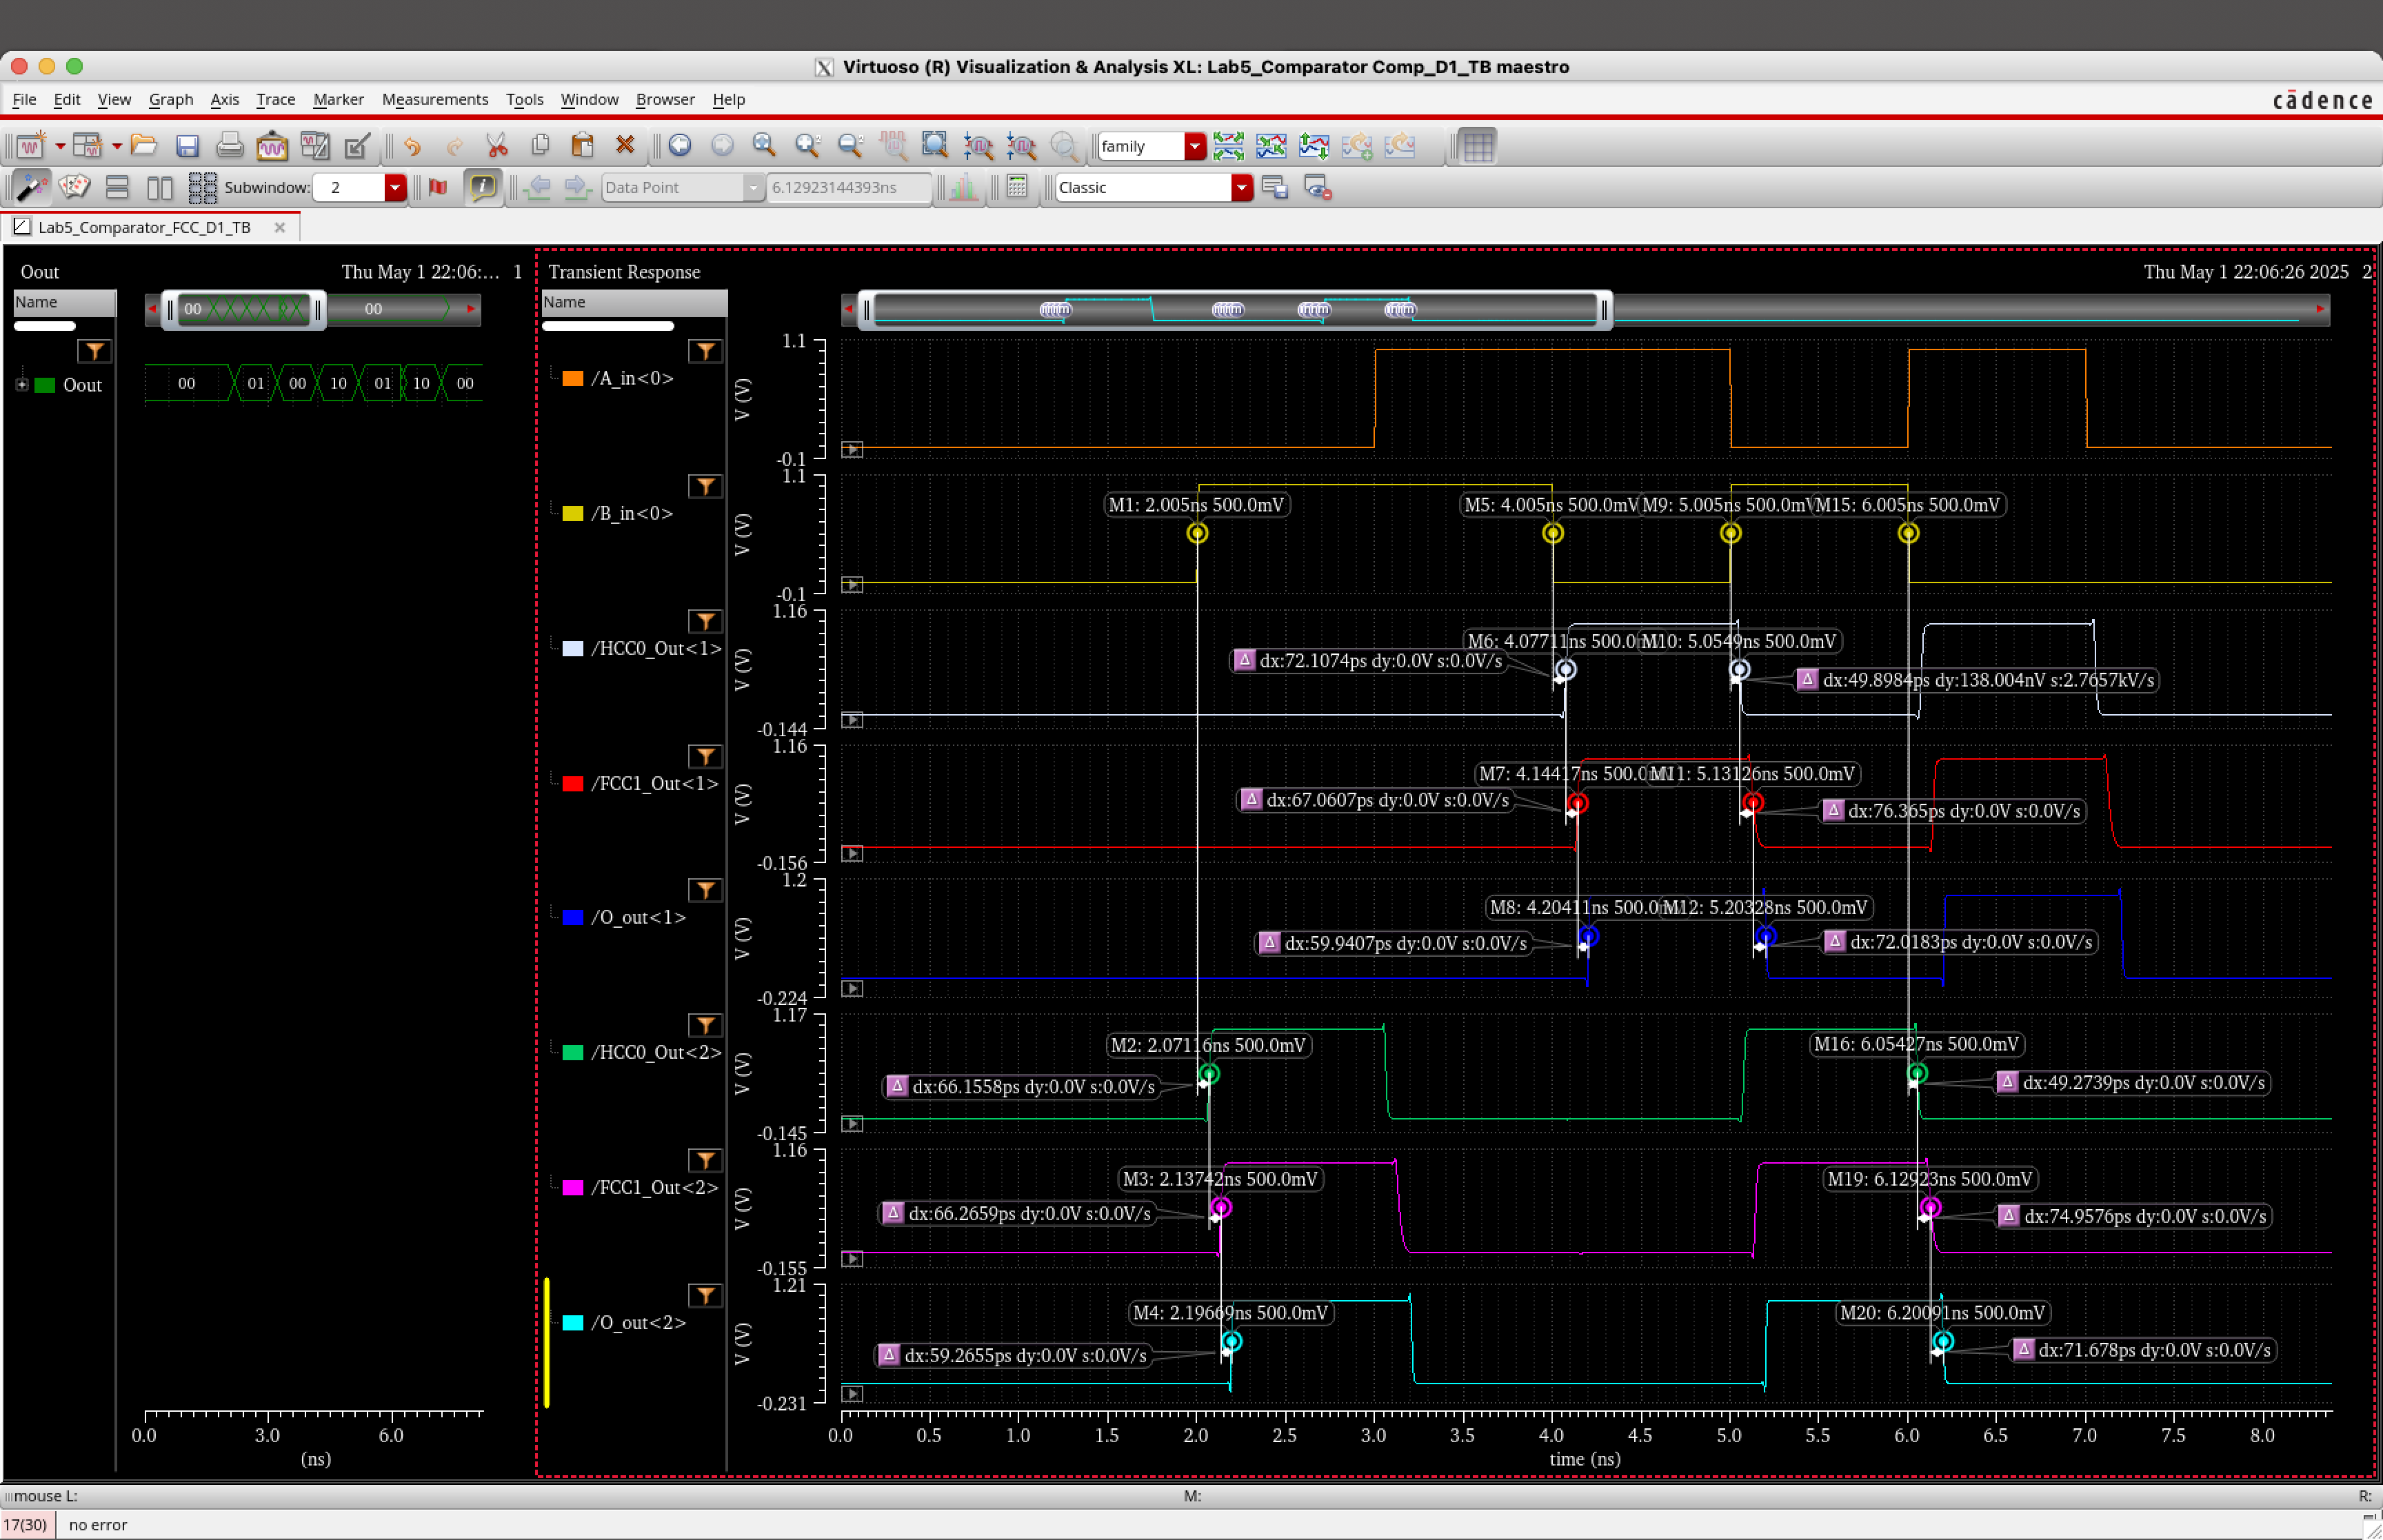 Virtuoso (R) Visualization & Analysis XL: Lab5_Comparator Comp_D1_TB maestro
File Edit View Graph Axis Trace Marker Measurements Tools Window Browser Help
cādence
family
Subwindow: 2
Data Point
6.12923144393ns
Classic
Lab5_Comparator_FCC_D1_TB
Oout
Thu May 1 22:06:... 1
Name
00
00
Oout
00 01 00 10 01 10 00
0.0 3.0 6.0
(ns)
Transient Response
Thu May 1 22:06:26 2025 2
Name
/A_in<0>
V (V)
1.1
-0.1
/B_in<0>
V (V)
1.1
-0.1
M1: 2.005ns 500.0mV
M5: 4.005ns 500.0mV
M9: 5.005ns 500.0mV
M15: 6.005ns 500.0mV
/HCC0_Out<1>
V (V)
1.16
-0.144
M6: 4.07711ns 500.0m
M10: 5.0549ns 500.0mV
dx:72.1074ps dy:0.0V s:0.0V/s
dx:49.8984ps dy:138.004nV s:2.7657kV/s
/FCC1_Out<1>
V (V)
1.16
-0.156
M7: 4.14417ns 500.0
M11: 5.13126ns 500.0mV
dx:67.0607ps dy:0.0V s:0.0V/s
dx:76.365ps dy:0.0V s:0.0V/s
/O_out<1>
V (V)
1.2
-0.224
M8: 4.20411ns 500.0
M12: 5.20328ns 500.0mV
dx:59.9407ps dy:0.0V s:0.0V/s
dx:72.0183ps dy:0.0V s:0.0V/s
/HCC0_Out<2>
V (V)
1.17
-0.145
M2: 2.07116ns 500.0mV
M16: 6.05427ns 500.0mV
dx:66.1558ps dy:0.0V s:0.0V/s
dx:49.2739ps dy:0.0V s:0.0V/s
/FCC1_Out<2>
V (V)
1.16
-0.155
M3: 2.13742ns 500.0mV
M19: 6.12923ns 500.0mV
dx:66.2659ps dy:0.0V s:0.0V/s
dx:74.9576ps dy:0.0V s:0.0V/s
/O_out<2>
V (V)
1.21
-0.231
M4: 2.19669ns 500.0mV
M20: 6.20091ns 500.0mV
dx:59.2655ps dy:0.0V s:0.0V/s
dx:71.678ps dy:0.0V s:0.0V/s
0.0 0.5 1.0 1.5 2.0 2.5 3.0 3.5 4.0 4.5 5.0 5.5 6.0 6.5 7.0 7.5 8.0
time (ns)
mouse L: M: R:
17(30) no error